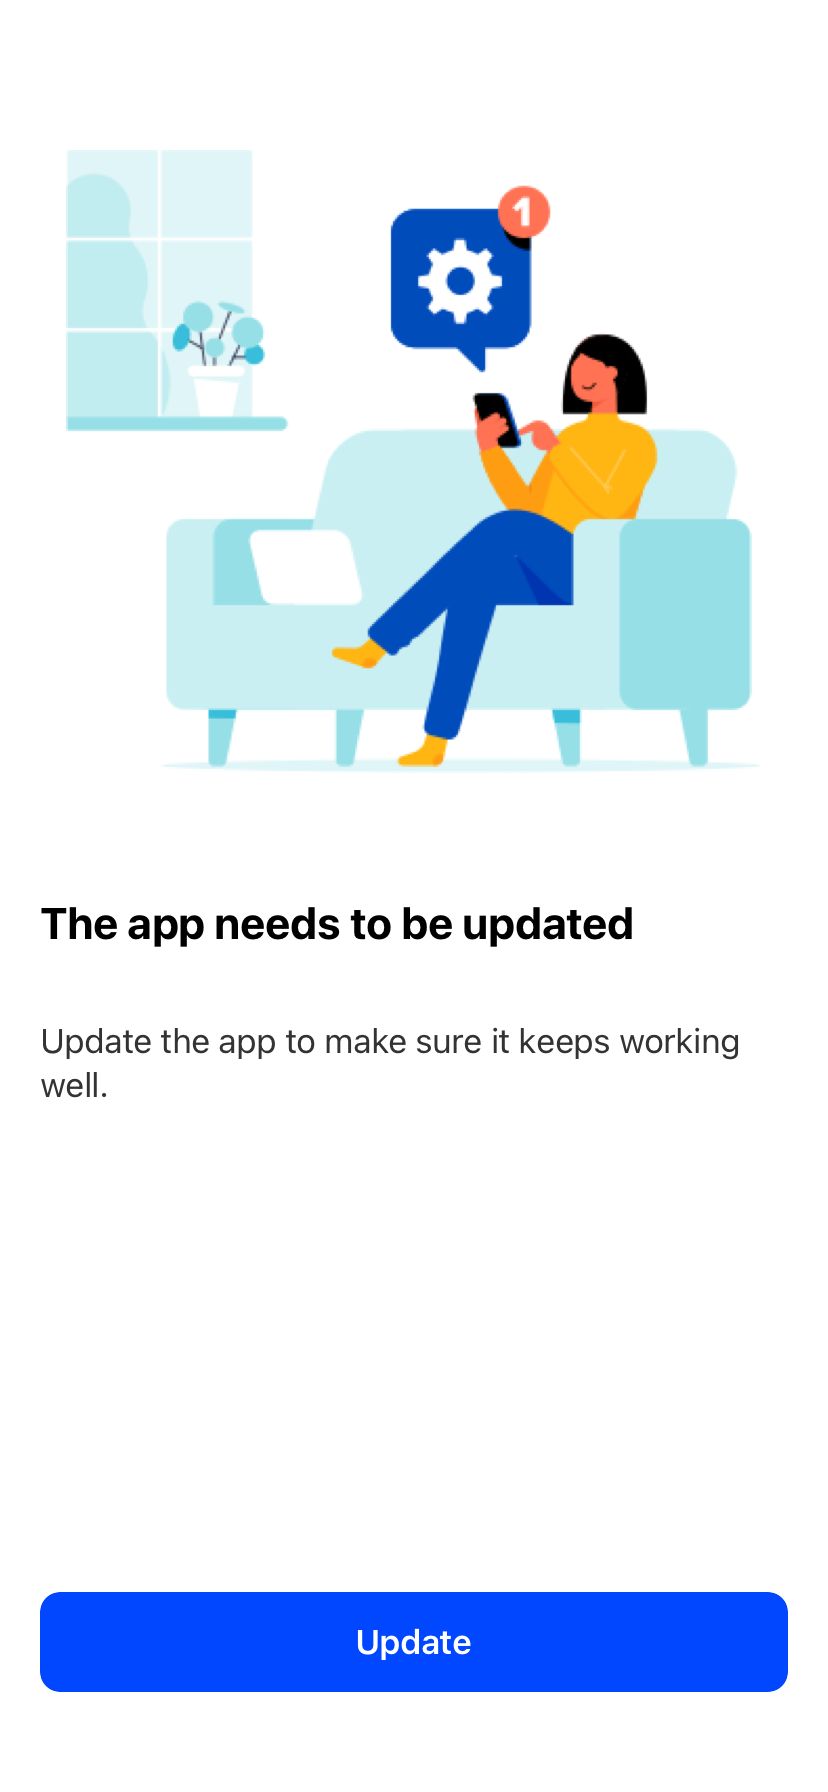 1
The app needs to be updated
Update the app to make sure it keeps working
well.
Update